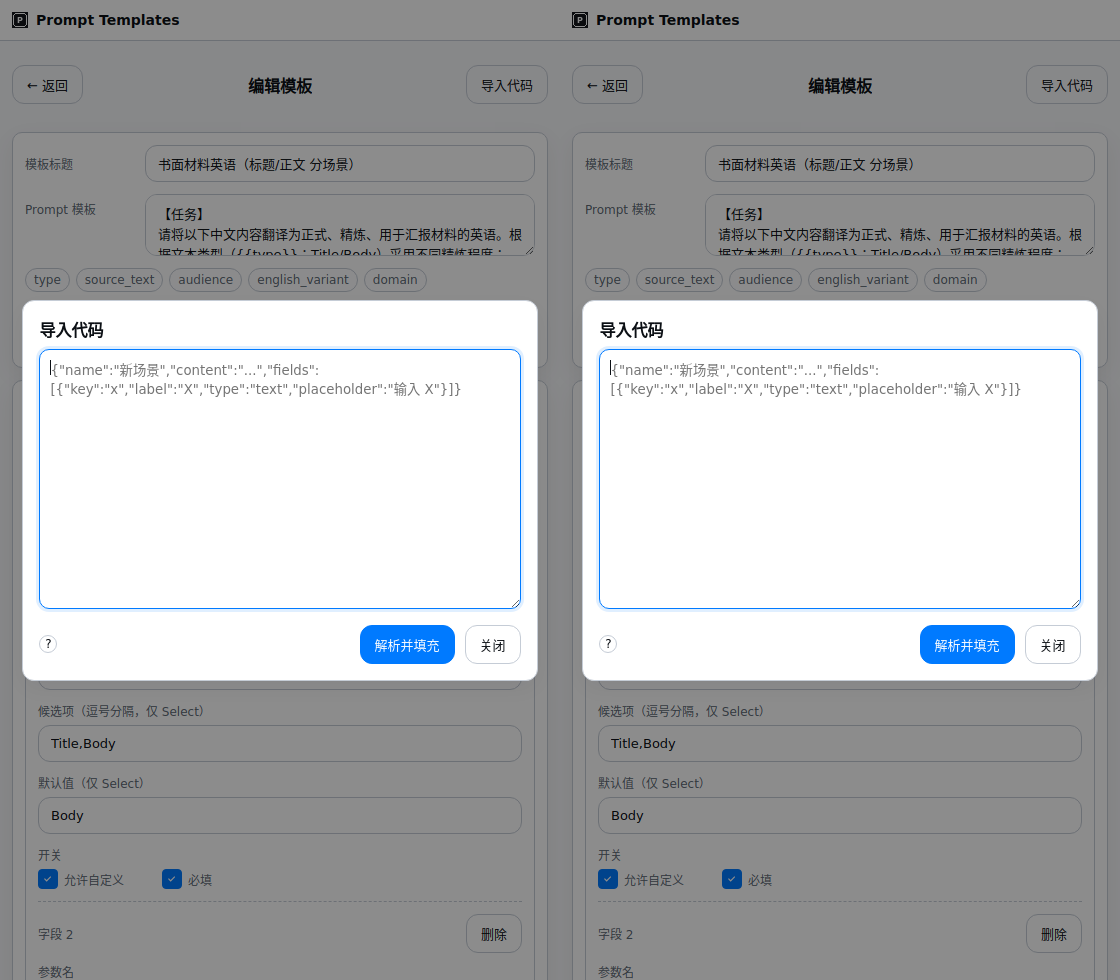 P Prompt Templates
← 返回
编辑模板
导入代码
模板标题
书面材料英语（标题/正文 分场景）
Prompt 模板
【任务】
请将以下中文内容翻译为正式、精炼、用于汇报材料的英语。根
据文本类型（{{type}}：Title/Body）采用不同精炼程度：
type
source_text
audience
english_variant
domain
导入代码
{"name":"新场景","content":"...","fields":
[{"key":"x","label":"X","type":"text","placeholder":"输入 X"}]}
?
解析并填充
关闭
候选项（逗号分隔，仅 Select）
Title,Body
默认值（仅 Select）
Body
开关
允许自定义
必填
字段 2
删除
参数名
P Prompt Templates
← 返回
编辑模板
导入代码
模板标题
书面材料英语（标题/正文 分场景）
Prompt 模板
【任务】
请将以下中文内容翻译为正式、精炼、用于汇报材料的英语。根
据文本类型（{{type}}：Title/Body）采用不同精炼程度：
type
source_text
audience
english_variant
domain
导入代码
{"name":"新场景","content":"...","fields":
[{"key":"x","label":"X","type":"text","placeholder":"输入 X"}]}
?
解析并填充
关闭
候选项（逗号分隔，仅 Select）
Title,Body
默认值（仅 Select）
Body
开关
允许自定义
必填
字段 2
删除
参数名